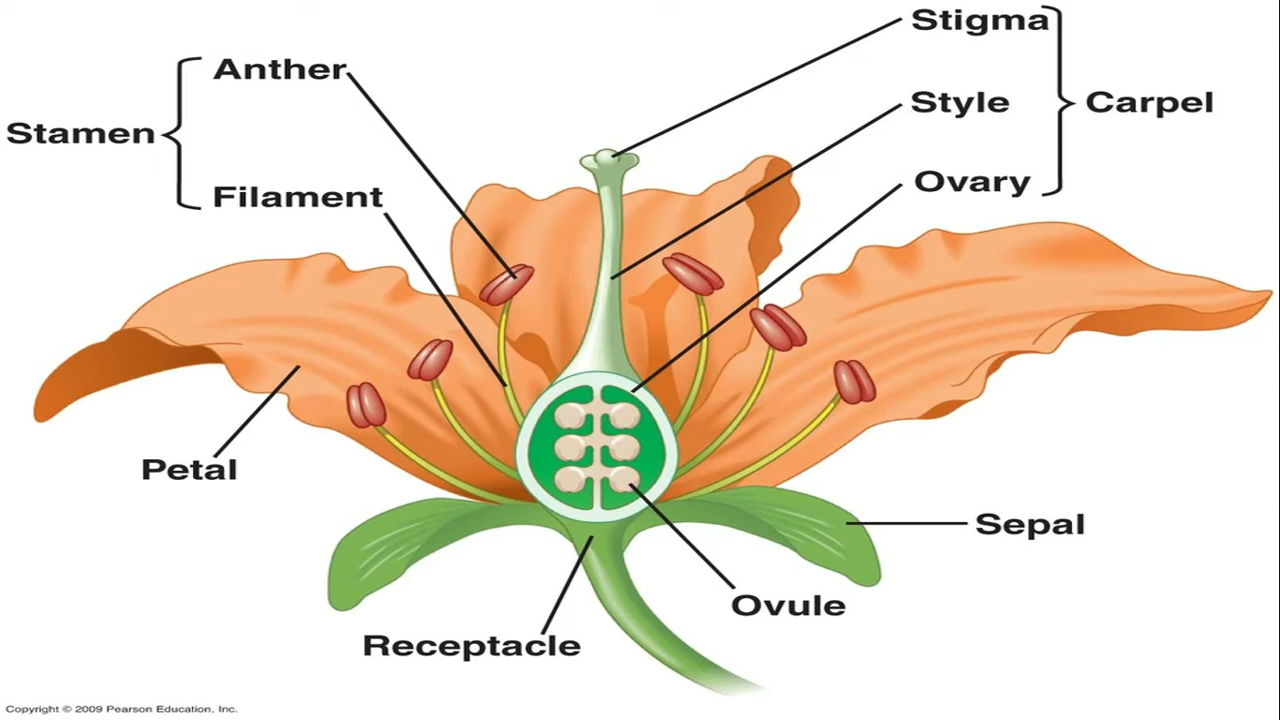 Stigma
Anther
Style
Carpel
Stamen
Ovary
Filament
Petal
Sepal
Ovule
Receptacle
Copyright © 2009 Pearson Education, Inc.